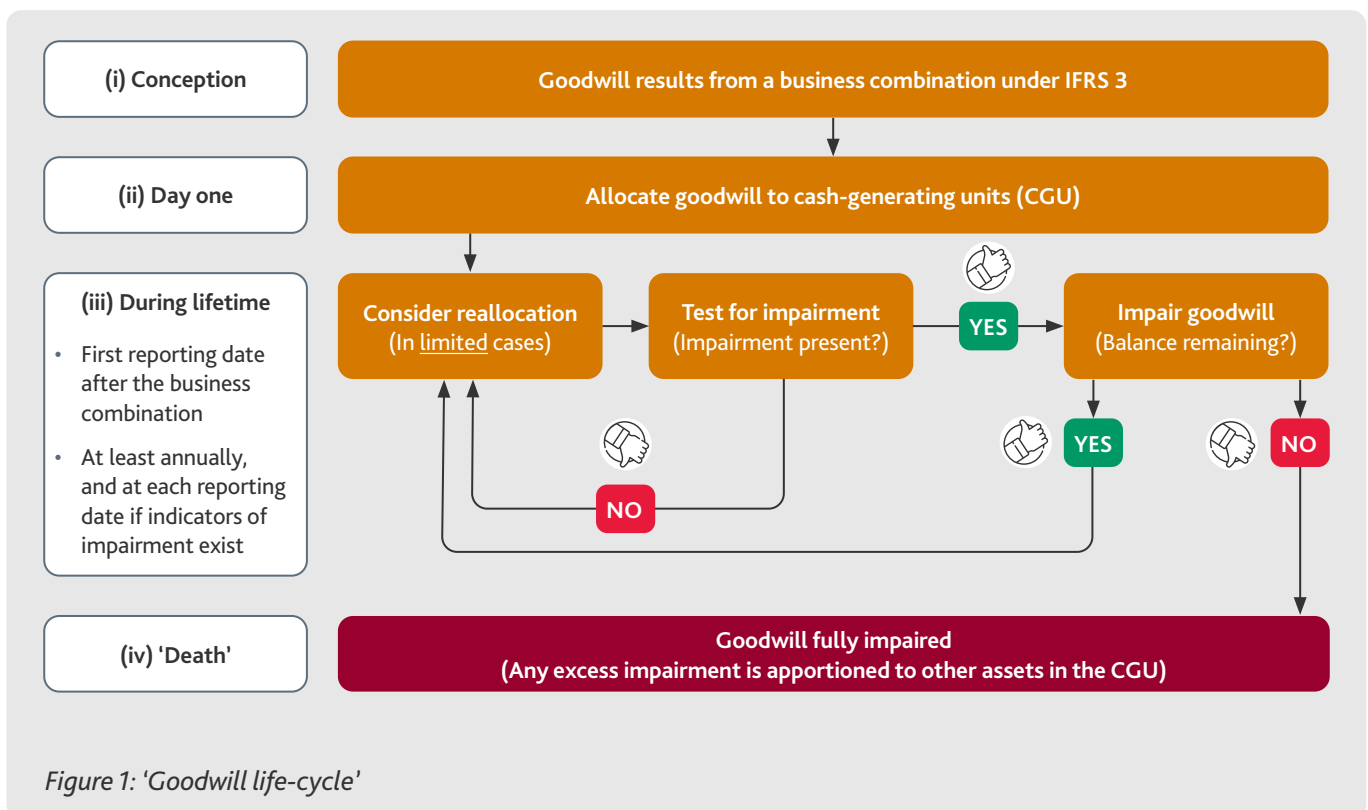 (i) Conception
Goodwill results from a business combination under IFRS 3
(ii) Day one
Allocate goodwill to cash-generating units (CGU)
(iii) During lifetime
• First reporting date
after the business
combination
• At least annually,
and at each reporting
date if indicators of
impairment exist
Consider reallocation
(In limited cases)
Test for impairment
(Impairment present?)
YES
Impair goodwill
(Balance remaining?)
NO
YES
NO
(iv) ‘Death’
Goodwill fully impaired
(Any excess impairment is apportioned to other assets in the CGU)
Figure 1: ‘Goodwill life-cycle’